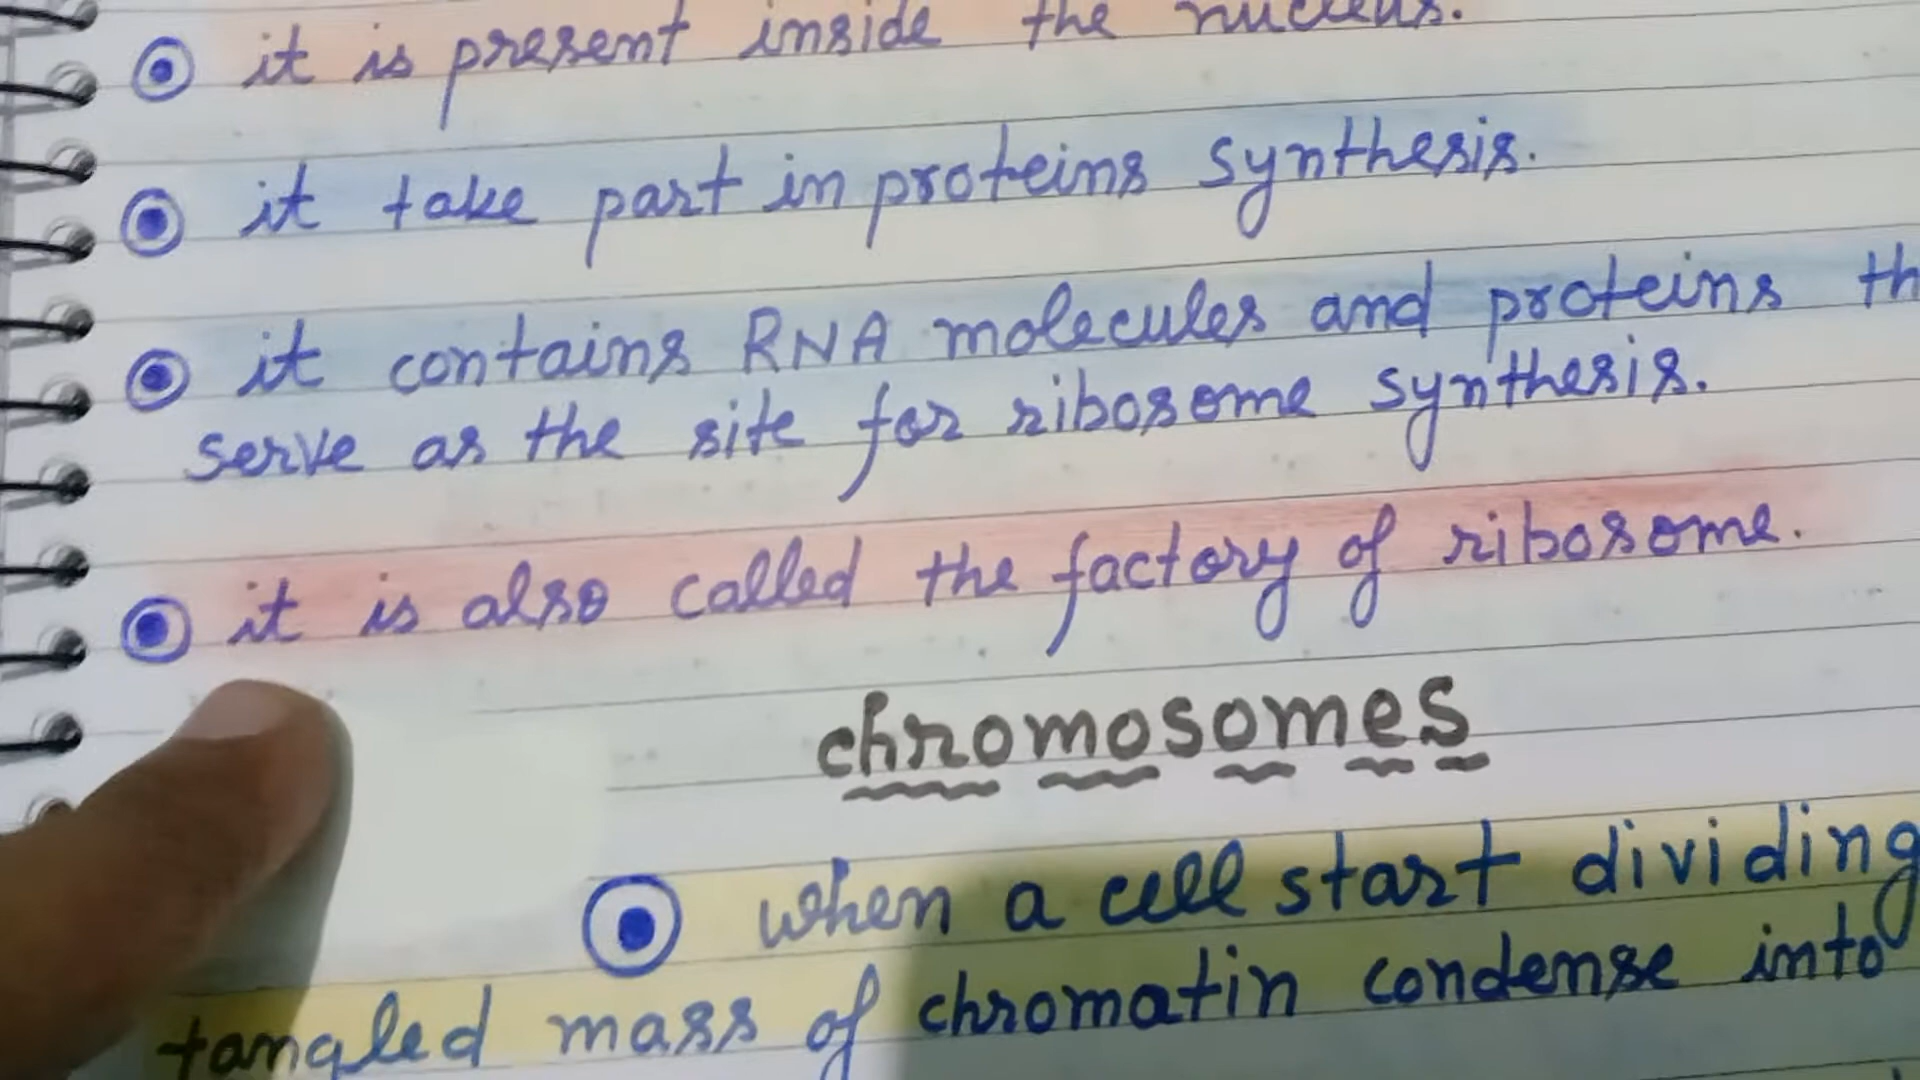 it is present inside the nucleus.
it take part in proteins synthesis.
it contains RNA molecules and proteins th
serve as the site for ribosome synthesis.
it is also called the factory of ribosome.
chromosomes
when a cell start dividing
tangled mass of chromatin condense into